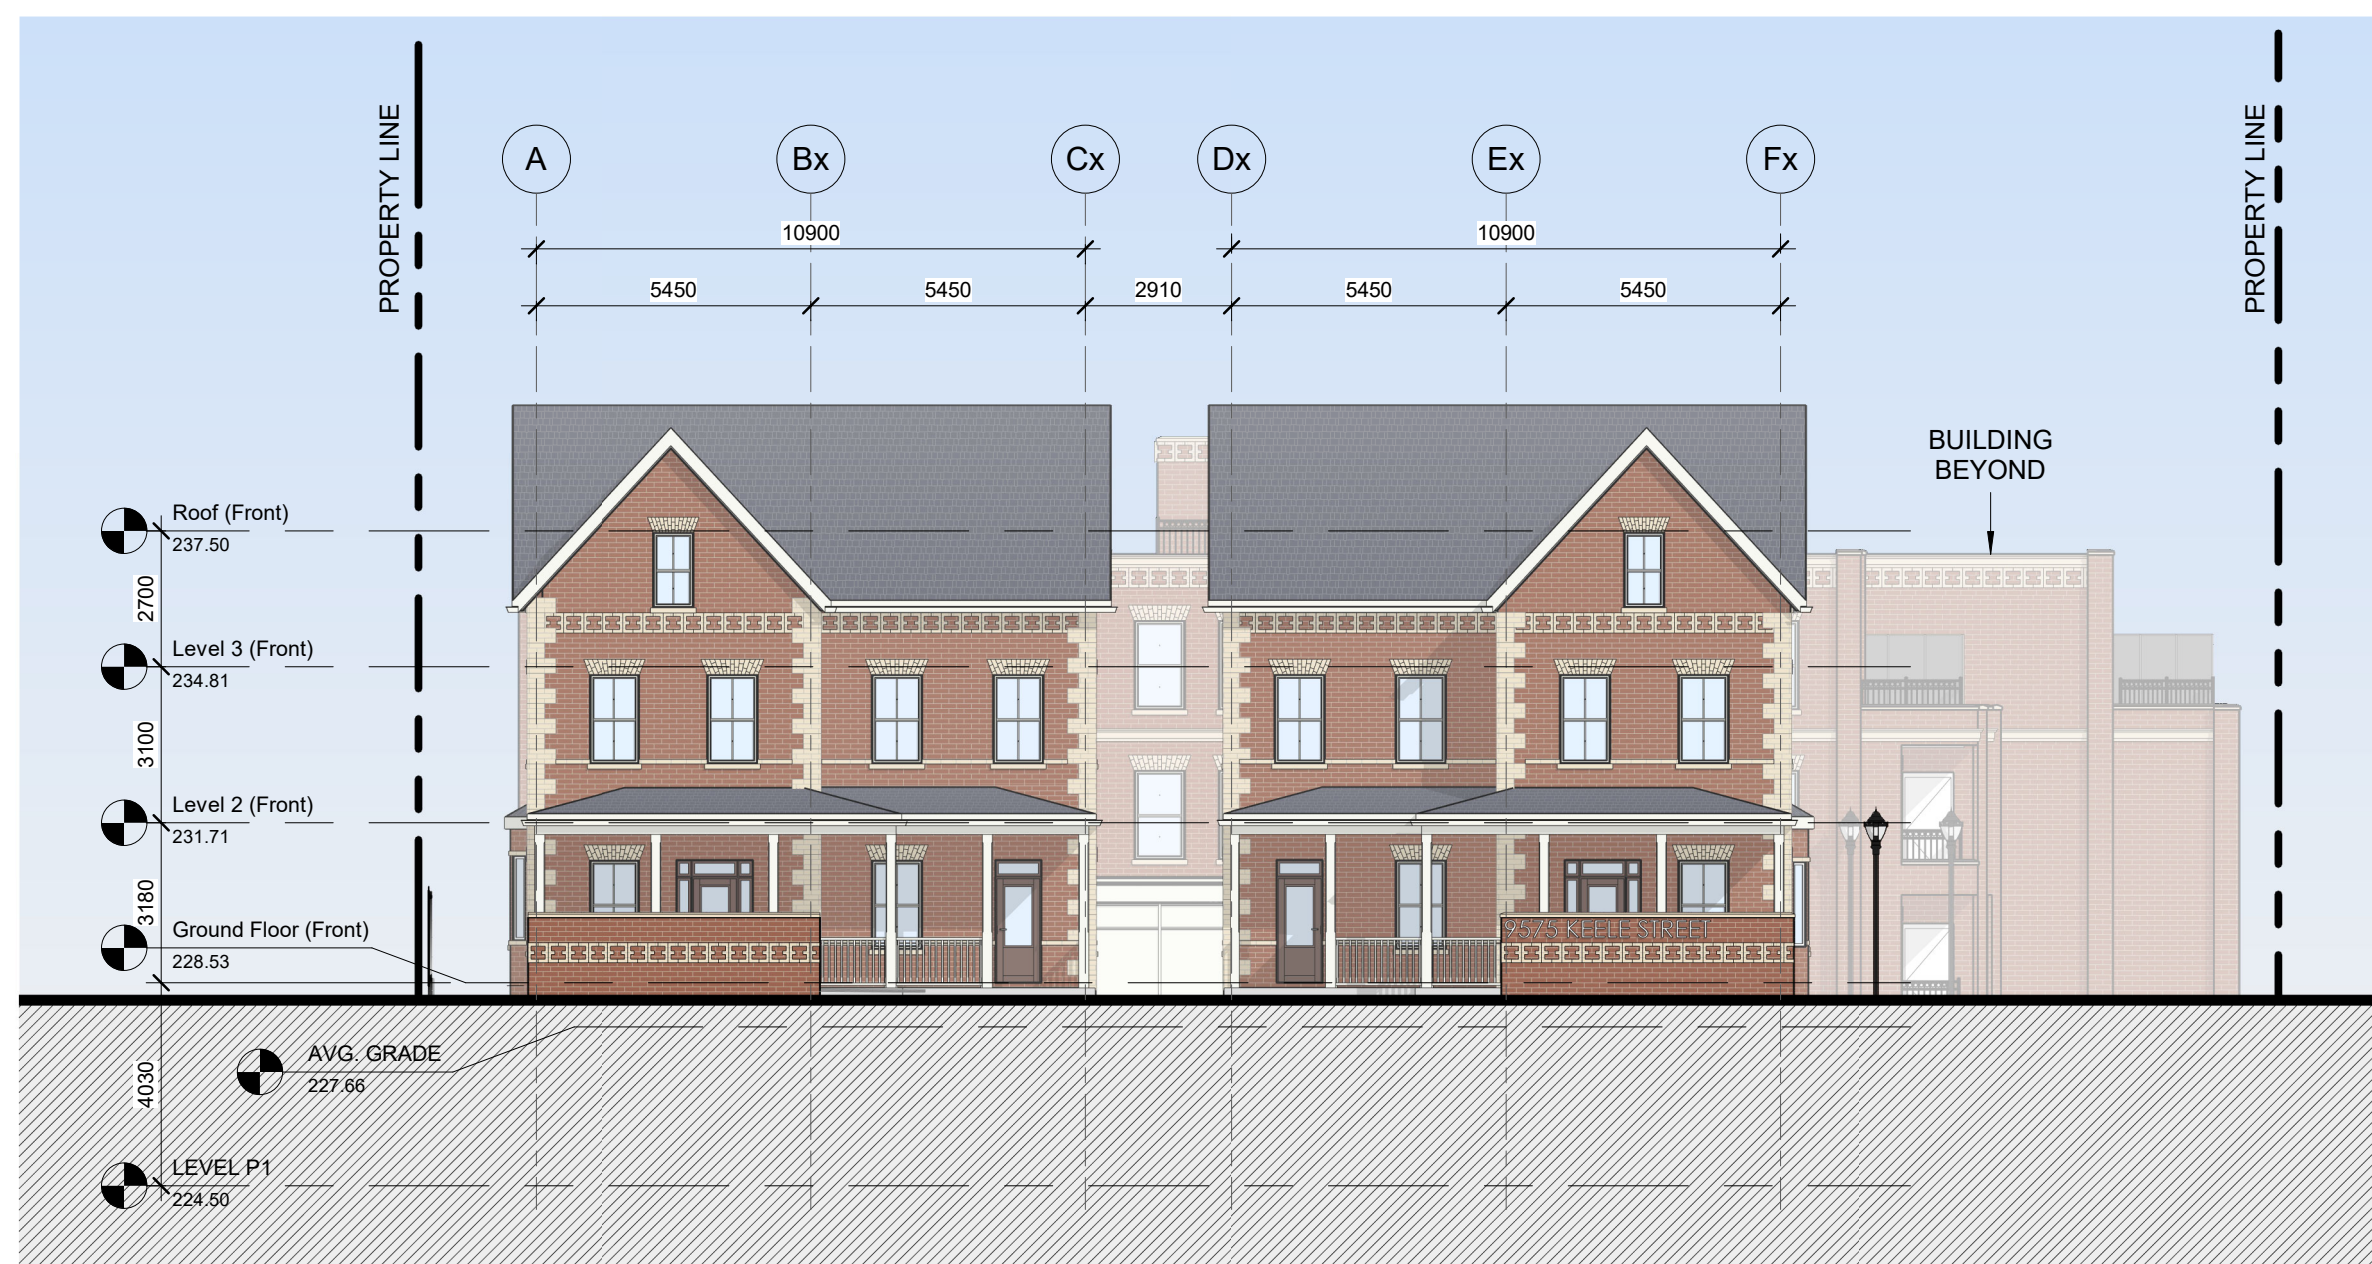 PROPERTY LINE
PROPERTY LINE
A
Bx
Cx
Dx
Ex
Fx
10900
10900
5450
5450
2910
5450
5450
BUILDING
BEYOND
Roof (Front)
237.50
2700
Level 3 (Front)
234.81
3100
Level 2 (Front)
231.71
3180
Ground Floor (Front)
228.53
9575 KEELE STREET
AVG. GRADE
227.66
4030
LEVEL P1
224.50